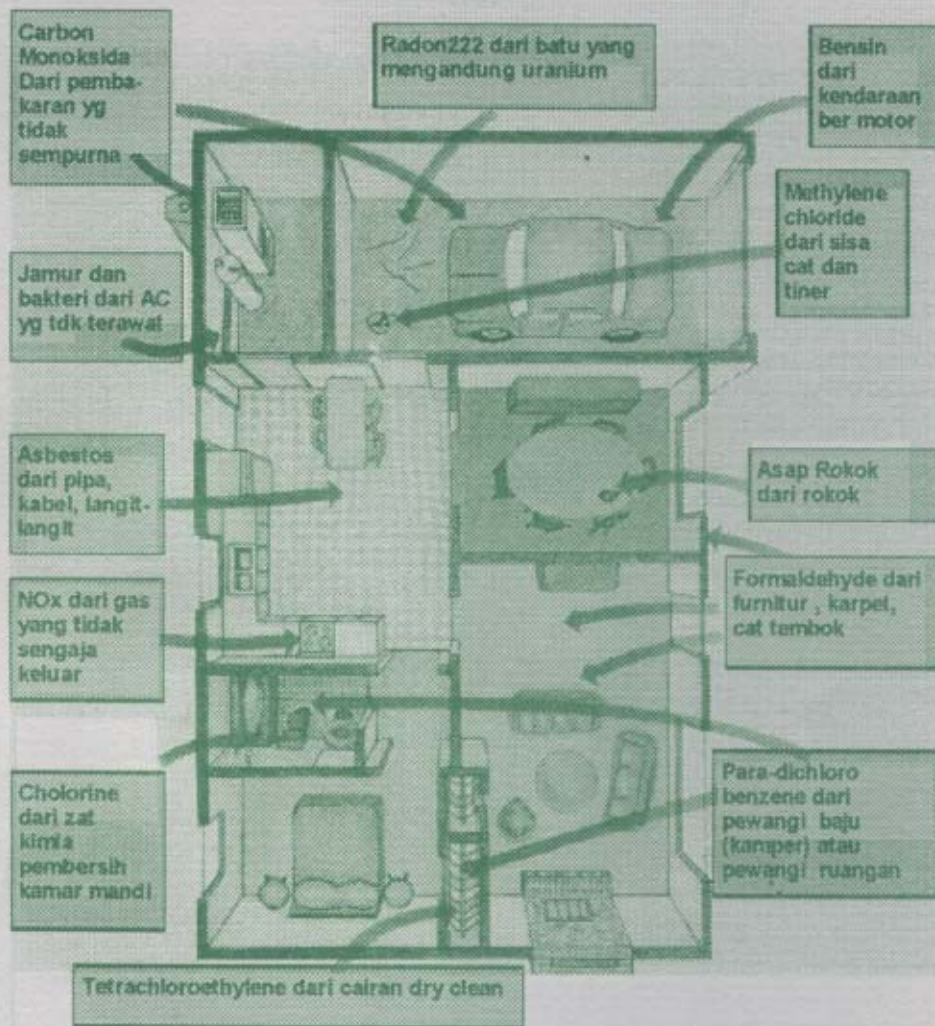 Carbon
Monoksida
Dari pemba-
karan yg
tidak
sempurna
Radon222 dari batu yang
mengandung uranium
Bensin
dari
kendaraan
ber motor
Methylene
chloride
dari sisa
cat dan
tiner
Jamur dan
bakteri dari AC
yg tdk terawat
Asbestos
dari pipa,
kabel, langit-
langit
Asap Rokok
dari rokok
NOx dari gas
yang tidak
sengaja
keluar
Formaldehyde dari
furnitur , karpet,
cat tembok
Cholorine
dari zat
kimia
pembersih
kamar mandi
Para-dichloro
benzene dari
pewangi baju
(kamper) atau
pewangi ruangan
Tetrachloroethylene dari cairan dry clean